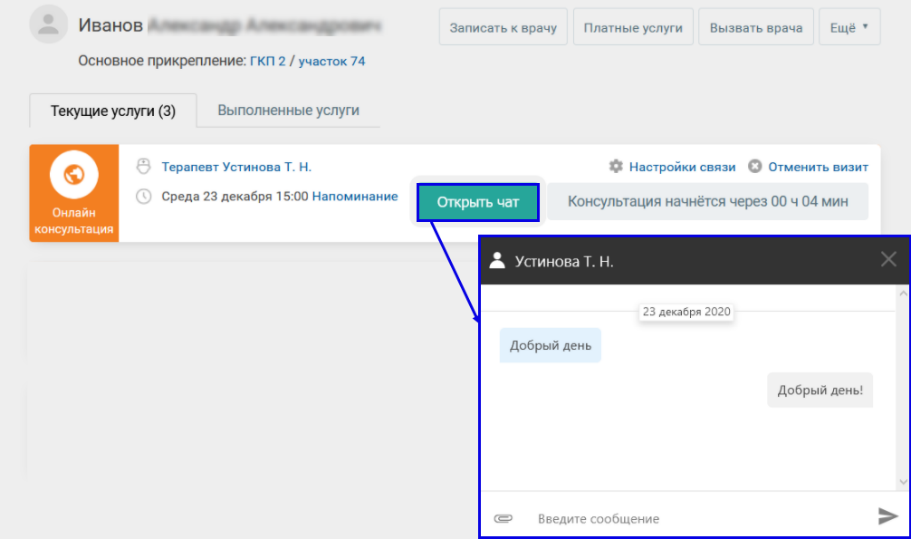 Иванов
Записать к врачу
Платные услуги
Вызвать врача
Ещё
Основное прикрепление: ГКП 2 / участок 74
Текущие услуги (3)
Выполненные услуги
Онлайн
консультация
Терапевт Устинова Т. Н.
Настройки связи
Отменить визит
Среда 23 декабря 15:00 Напоминание
Открыть чат
Консультация начнётся через 00 ч 04 мин
Устинова Т. Н.
23 декабря 2020
Добрый день
Добрый день!
Введите сообщение